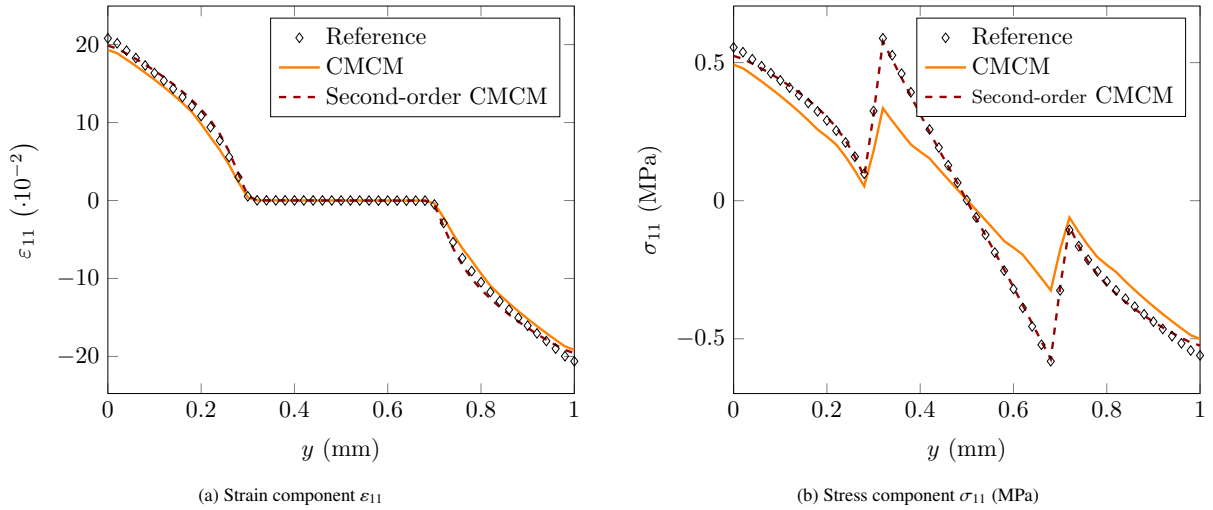 Reference
CMCM
Second-order CMCM
20
10
0
−10
−20
ε₁₁ (·10⁻²)
0
0.2
0.4
0.6
0.8
1
y (mm)
(a) Strain component ε₁₁
Reference
CMCM
Second-order CMCM
0.5
0
−0.5
σ₁₁ (MPa)
0
0.2
0.4
0.6
0.8
1
y (mm)
(b) Stress component σ₁₁ (MPa)